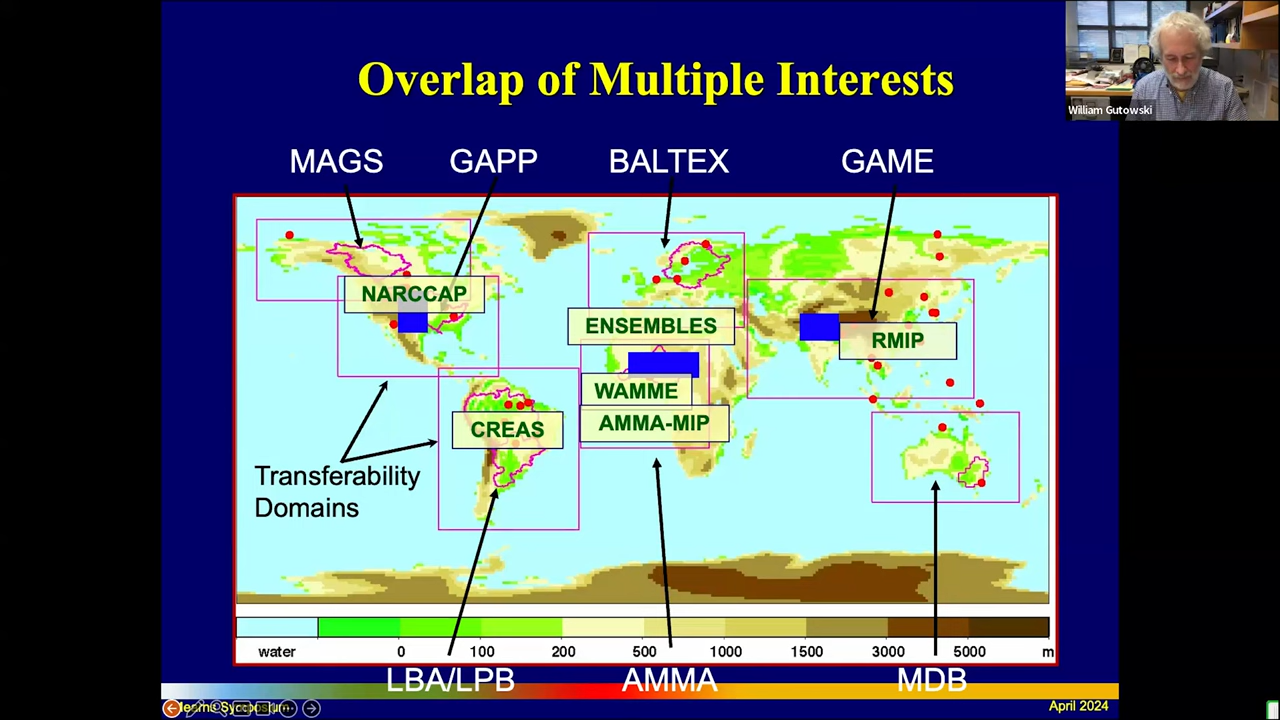 Overlap of Multiple Interests
William Gutowski
MAGS GAPP BALTEX GAME
NARCCAP
ENSEMBLES
RMIP
WAMME
AMMA-MIP
CREAS
Transferability
Domains
water 0 100 200 500 1000 1500 3000 5000 m
LBA/LPB AMMA MDB
April 2024